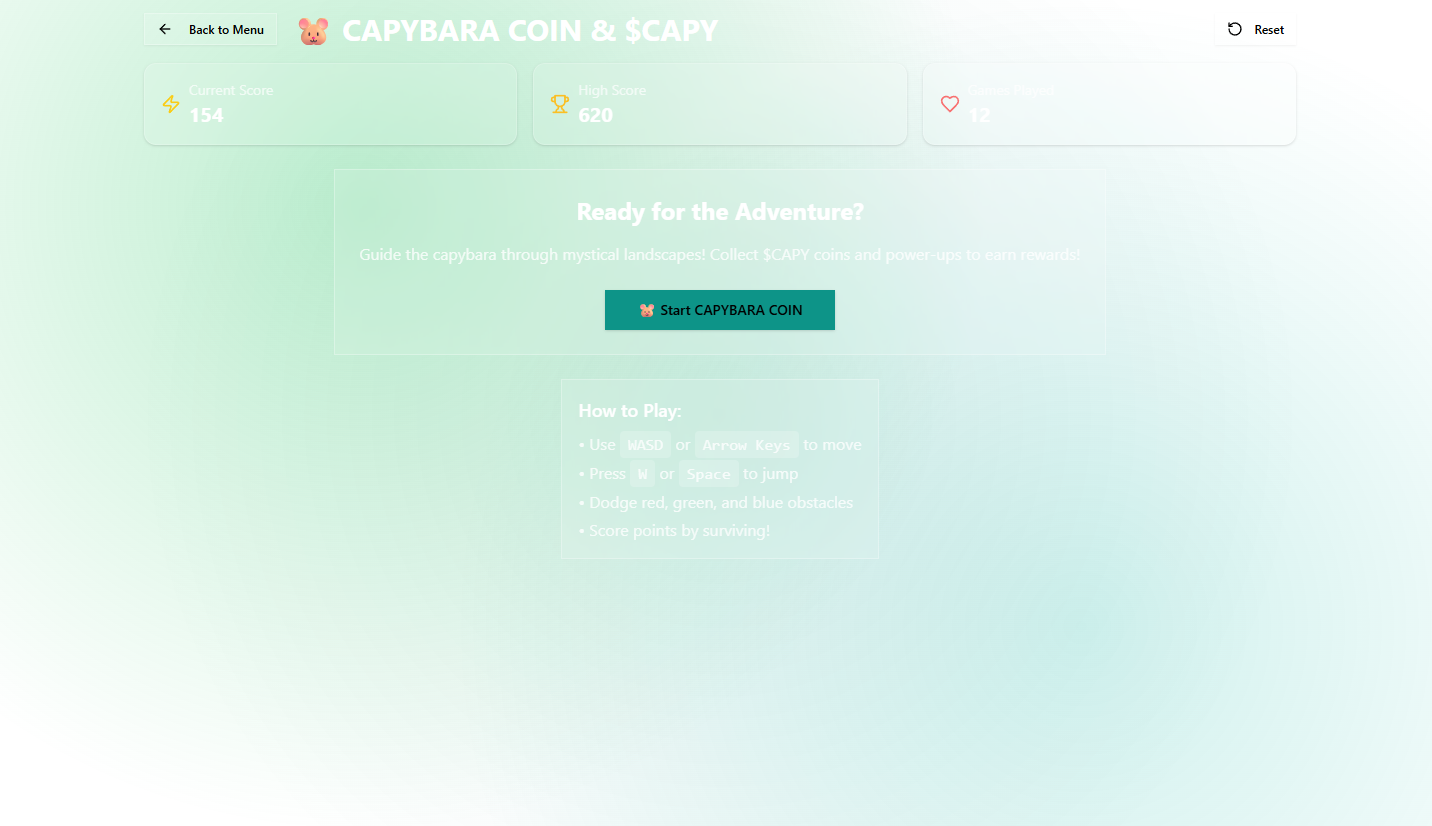 Back to Menu
CAPYBARA COIN & $CAPY
Reset
Current Score
154
High Score
620
Games Played
12
Ready for the Adventure?
Guide the capybara through mystical landscapes! Collect $CAPY coins and power-ups to earn rewards!
Start CAPYBARA COIN
How to Play:
• Use WASD or Arrow Keys to move
• Press W or Space to jump
• Dodge red, green, and blue obstacles
• Score points by surviving!